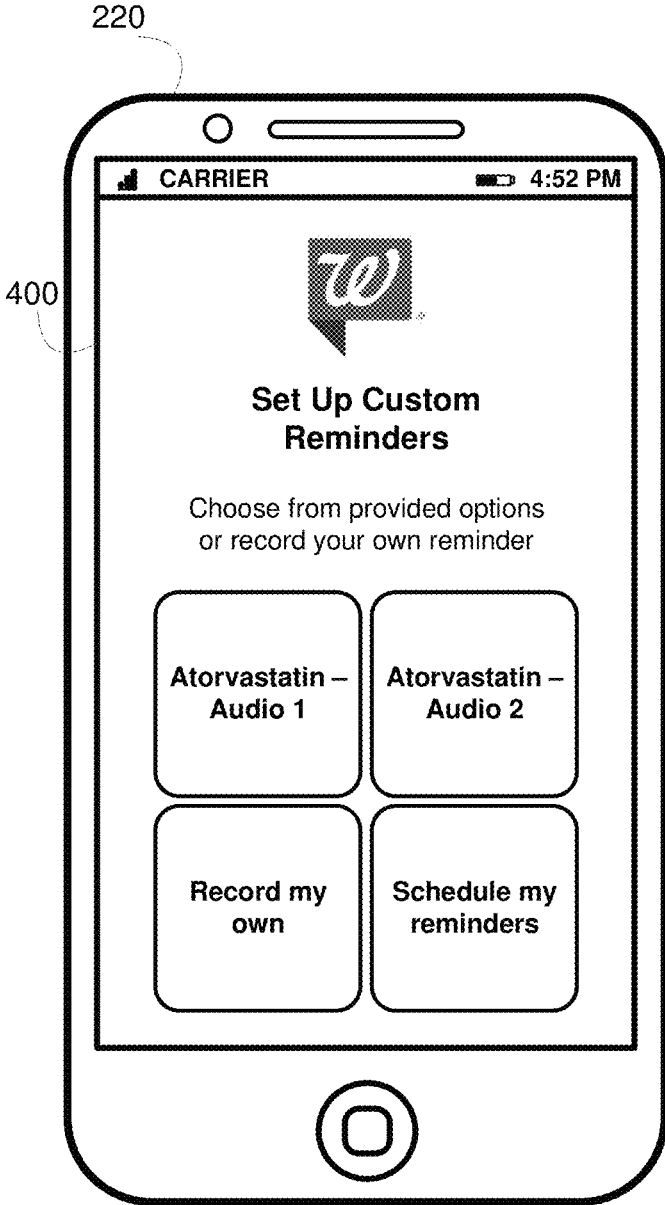 220
CARRIER 4:52 PM
400
W
Set Up Custom
Reminders
Choose from provided options
or record your own reminder
Atorvastatin –
Audio 1
Atorvastatin –
Audio 2
Record my
own
Schedule my
reminders